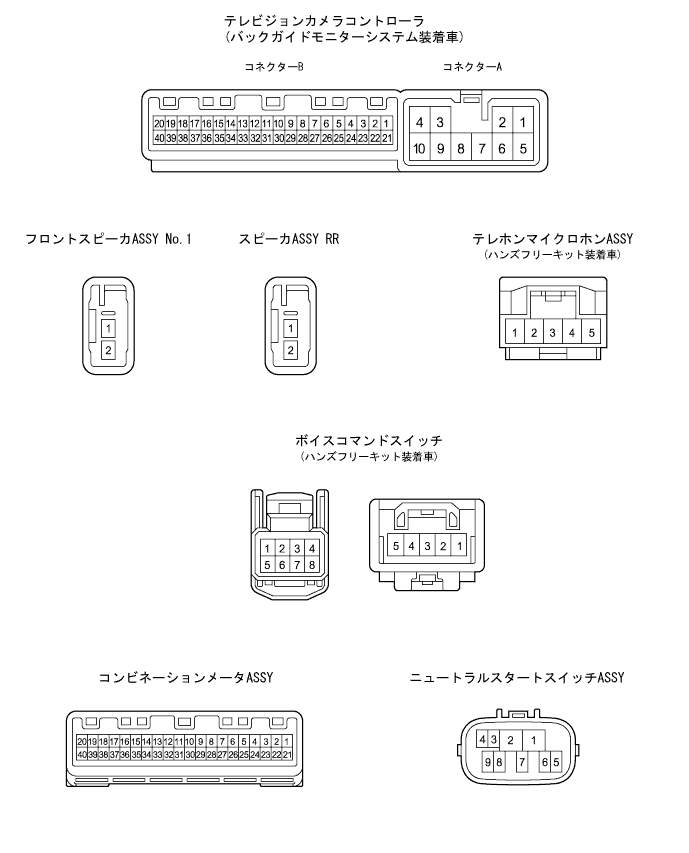 テレビジョンカメラコントローラ
(バックガイドモニターシステム装着車)
コネクターB
コネクターA
20 19 18 17 16 15 14 13 12 11 10 9 8 7 6 5 4 3 2 1
40 39 38 37 36 35 34 33 32 31 30 29 28 27 26 25 24 23 22 21
4 3 2 1
10 9 8 7 6 5
フロントスピーカASSY No.1
スピーカASSY RR
テレホンマイクロホンASSY
(ハンズフリーキット装着車)
1
2
1
2
1 2 3 4 5
ボイスコマンドスイッチ
(ハンズフリーキット装着車)
1 2 3 4
5 6 7 8
5 4 3 2 1
コンビネーションメータASSY
ニュートラルスタートスイッチASSY
20 19 18 17 16 15 14 13 12 11 10 9 8 7 6 5 4 3 2 1
40 39 38 37 36 35 34 33 32 31 30 29 28 27 26 25 24 23 22 21
4 3 2 1
9 8 7 6 5